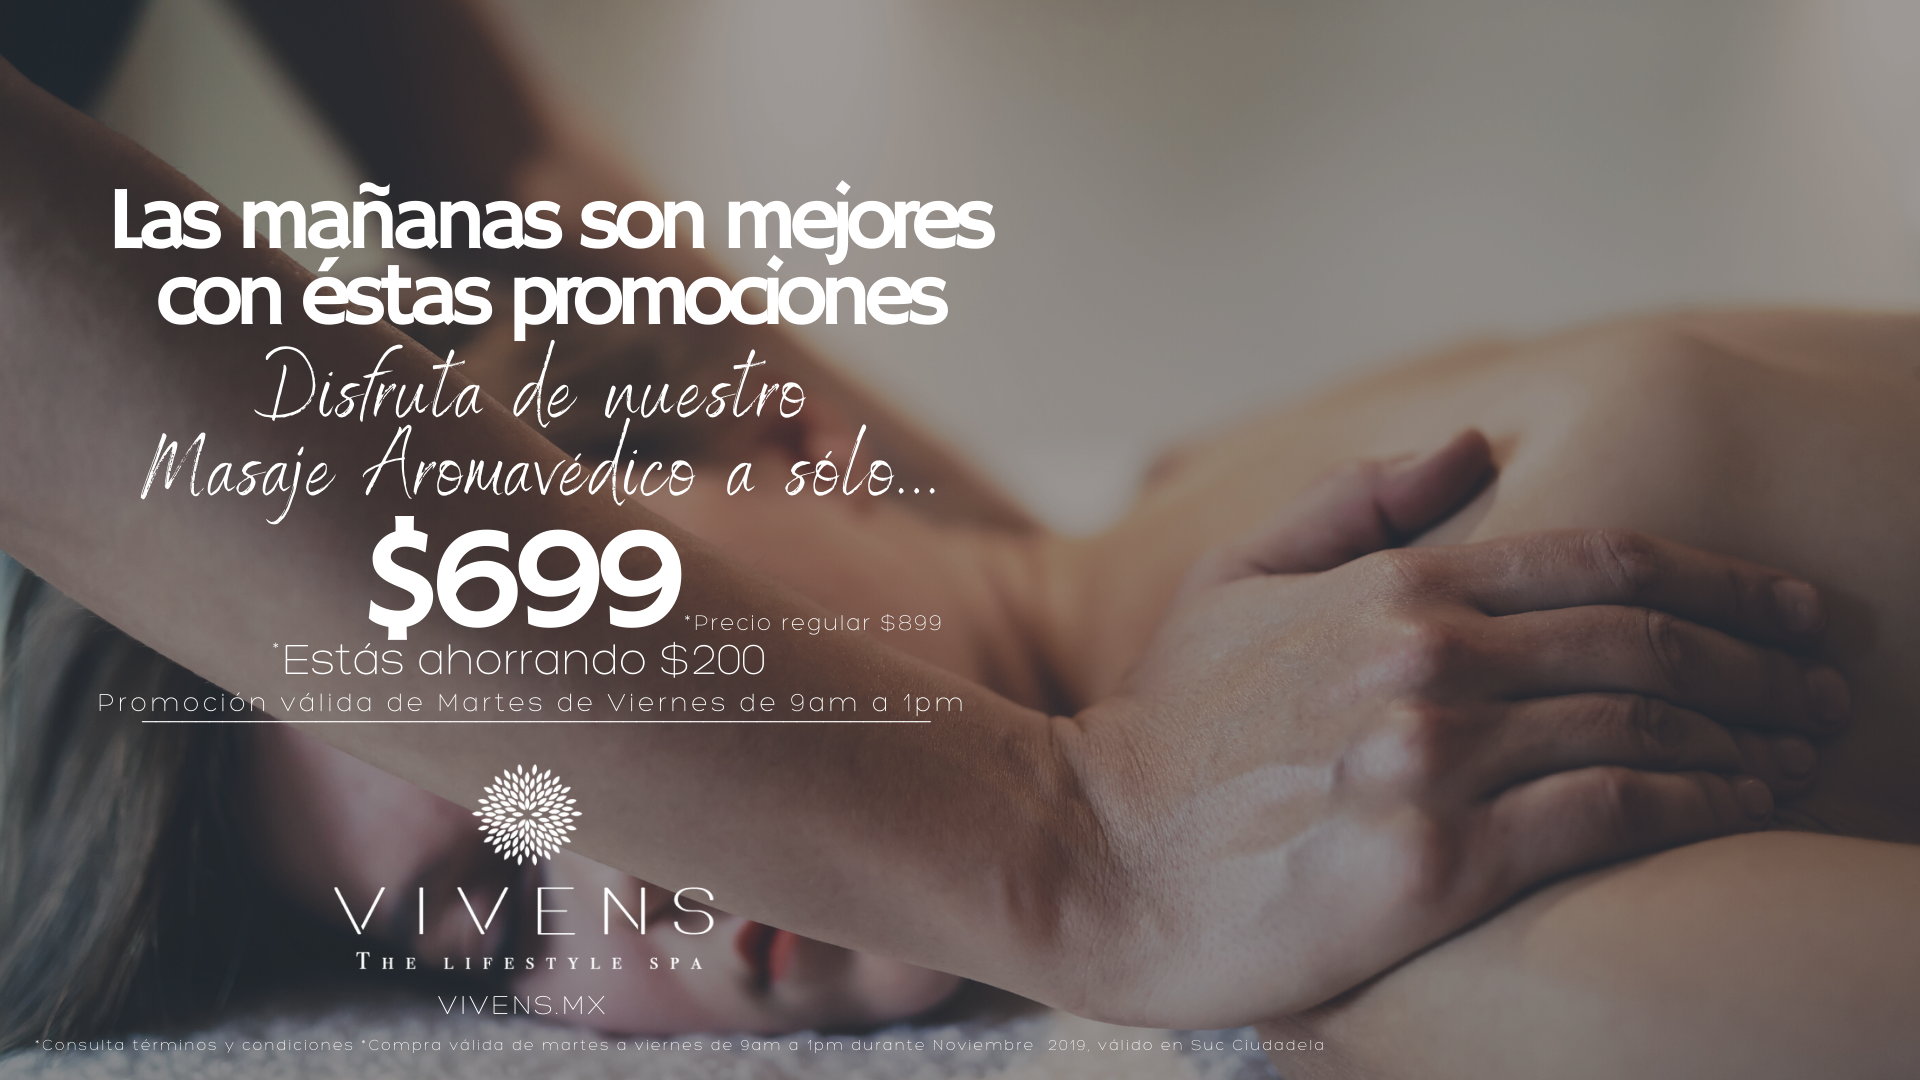 Las mañanas son mejores
con éstas promociones
Disfruta de nuestro
Masaje Aromavédico a sólo...
$699
*Precio regular $899
*Estás ahorrando $200
Promoción válida de Martes de Viernes de 9am a 1pm
VIVENS
The lifestyle spa
VIVENS.MX
*Consulta términos y condiciones *Compra válida de martes a viernes de 9am a 1pm durante Noviembre 2019, válido en Suc Ciudadela